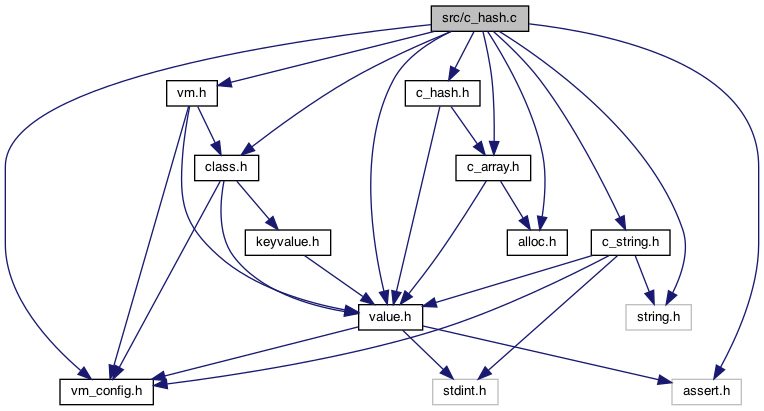 src/c_hash.c
vm.h
c_hash.h
class.h
c_array.h
keyvalue.h
alloc.h
c_string.h
value.h
string.h
vm_config.h
stdint.h
assert.h